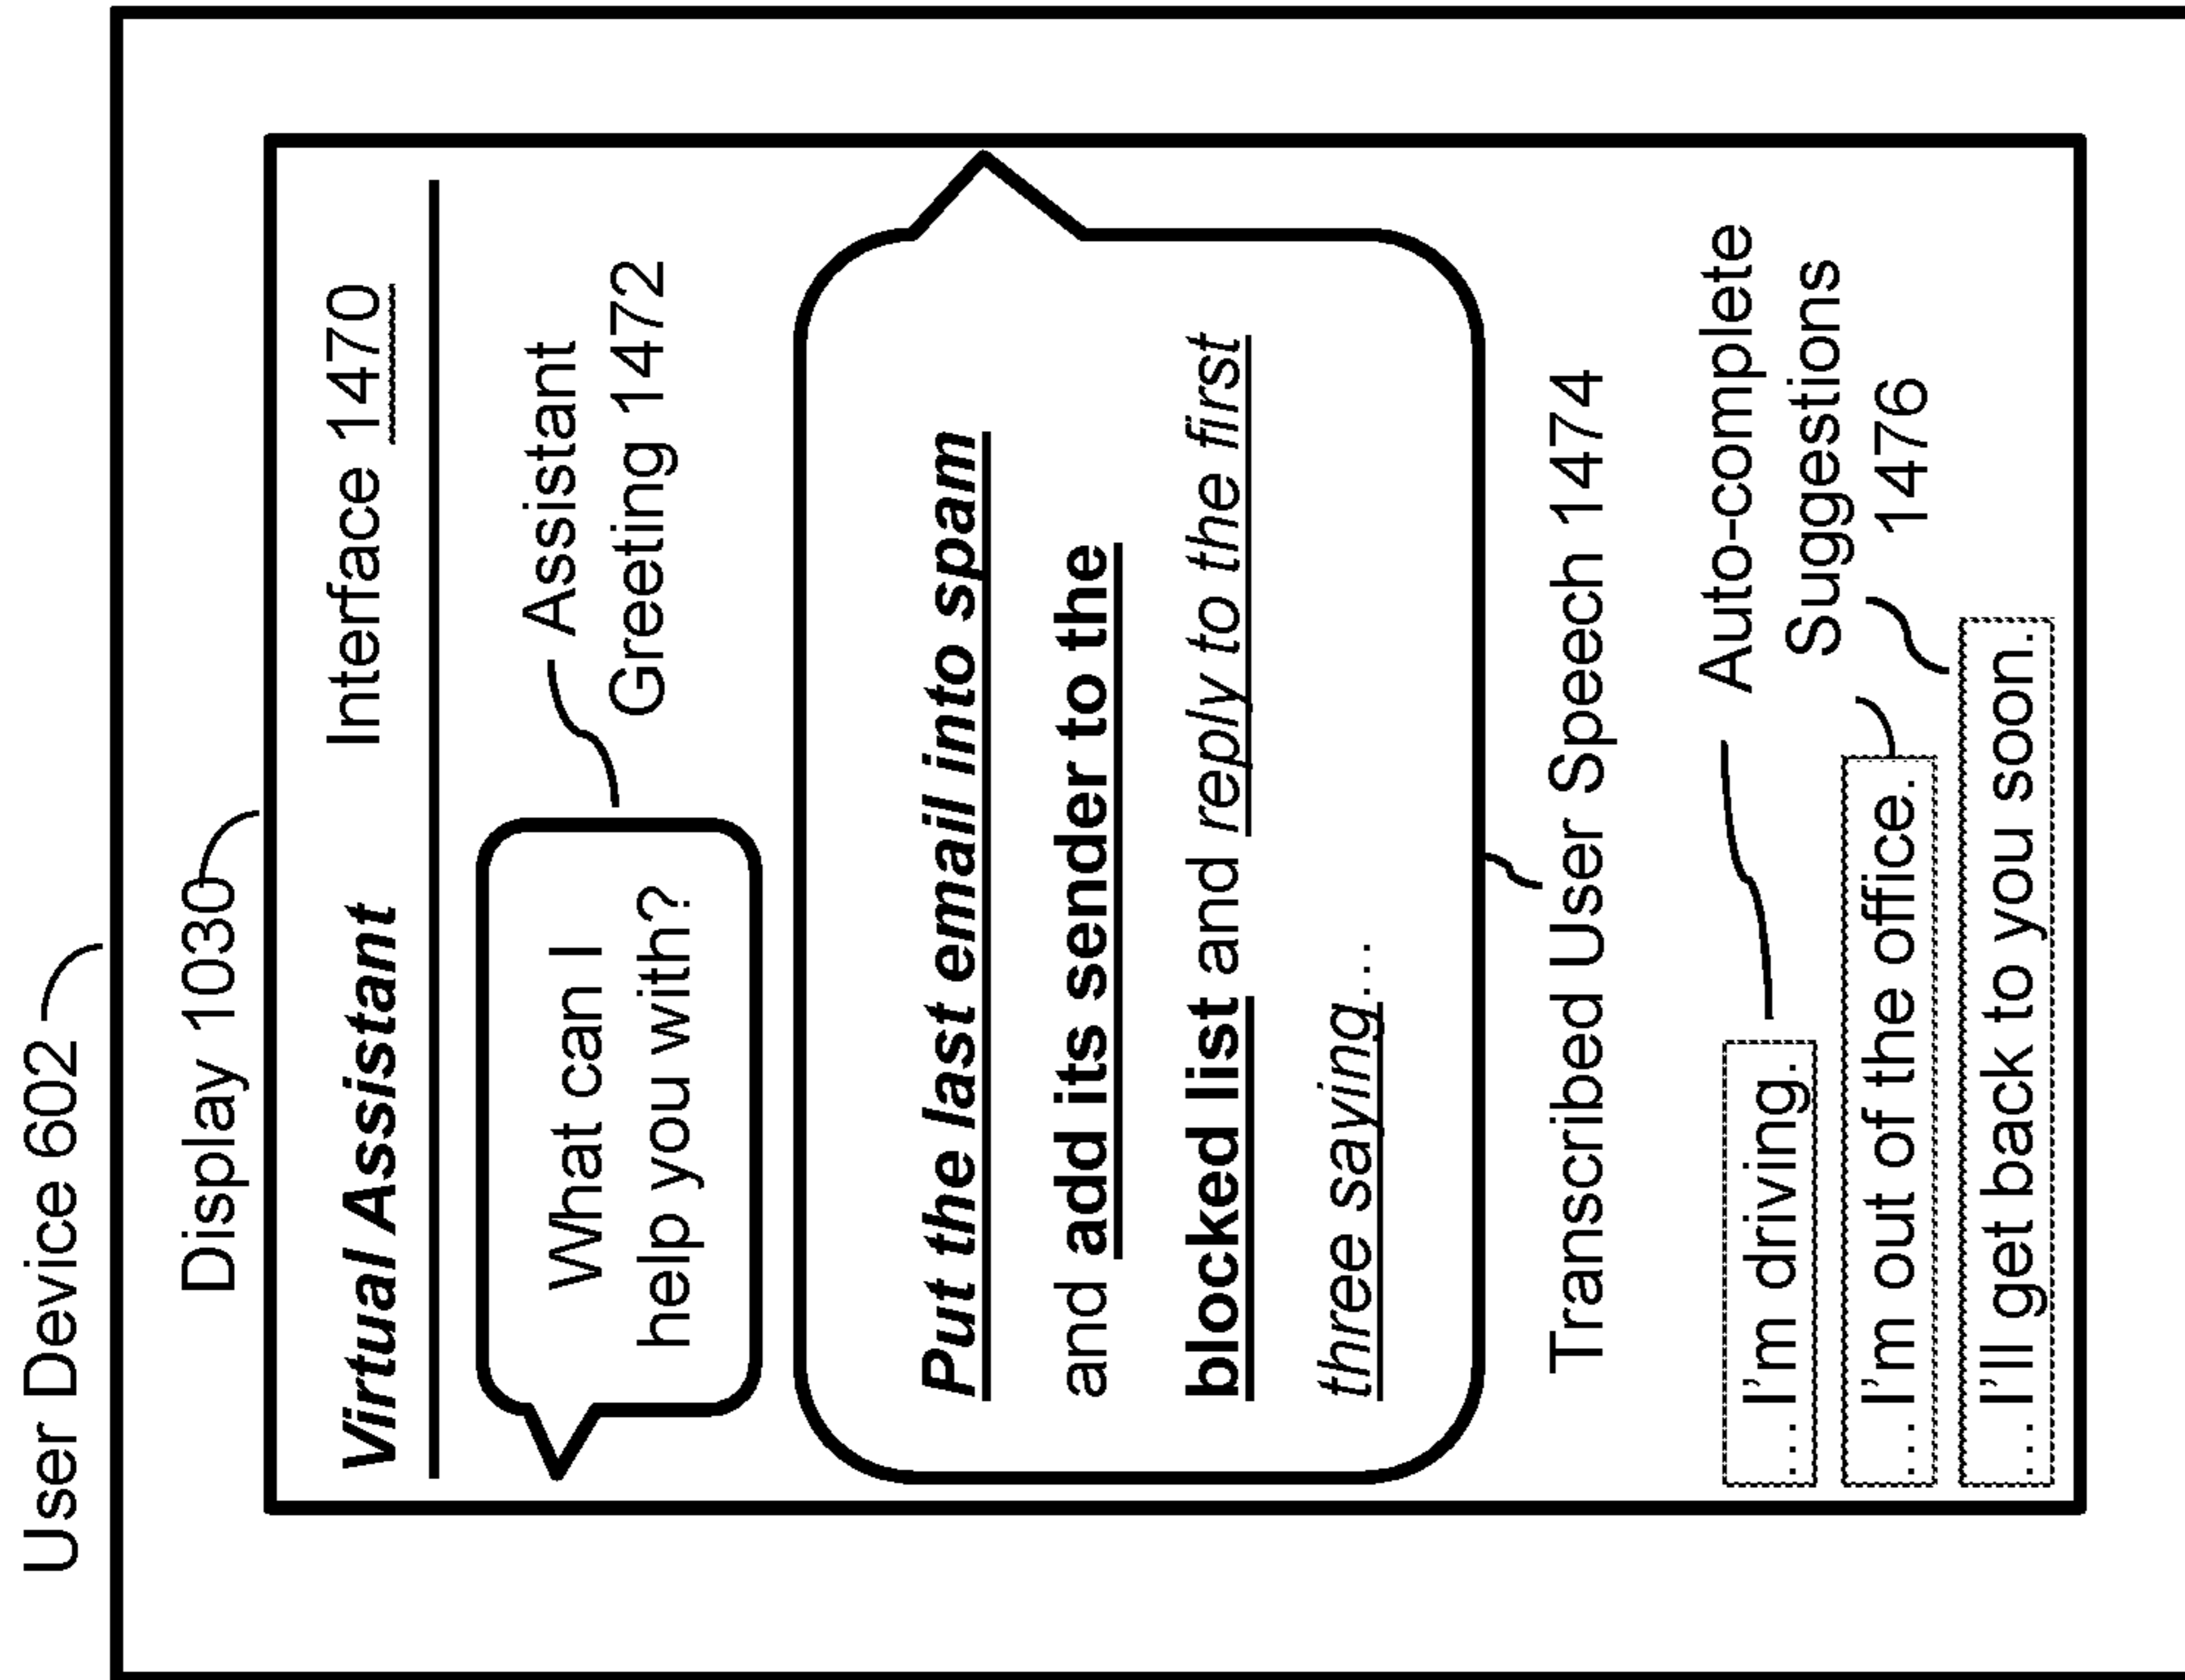 User Device 602
Display 1030
Virtual Assistant
Interface 1470
What can I
help you with?
Assistant
Greeting 1472
Put the last email into spam
and add its sender to the
blocked list and reply to the first
three saying...
Transcribed User Speech 1474
Auto-complete
Suggestions
1476
...I'm driving.
...I'm out of the office.
...I'll get back to you soon.